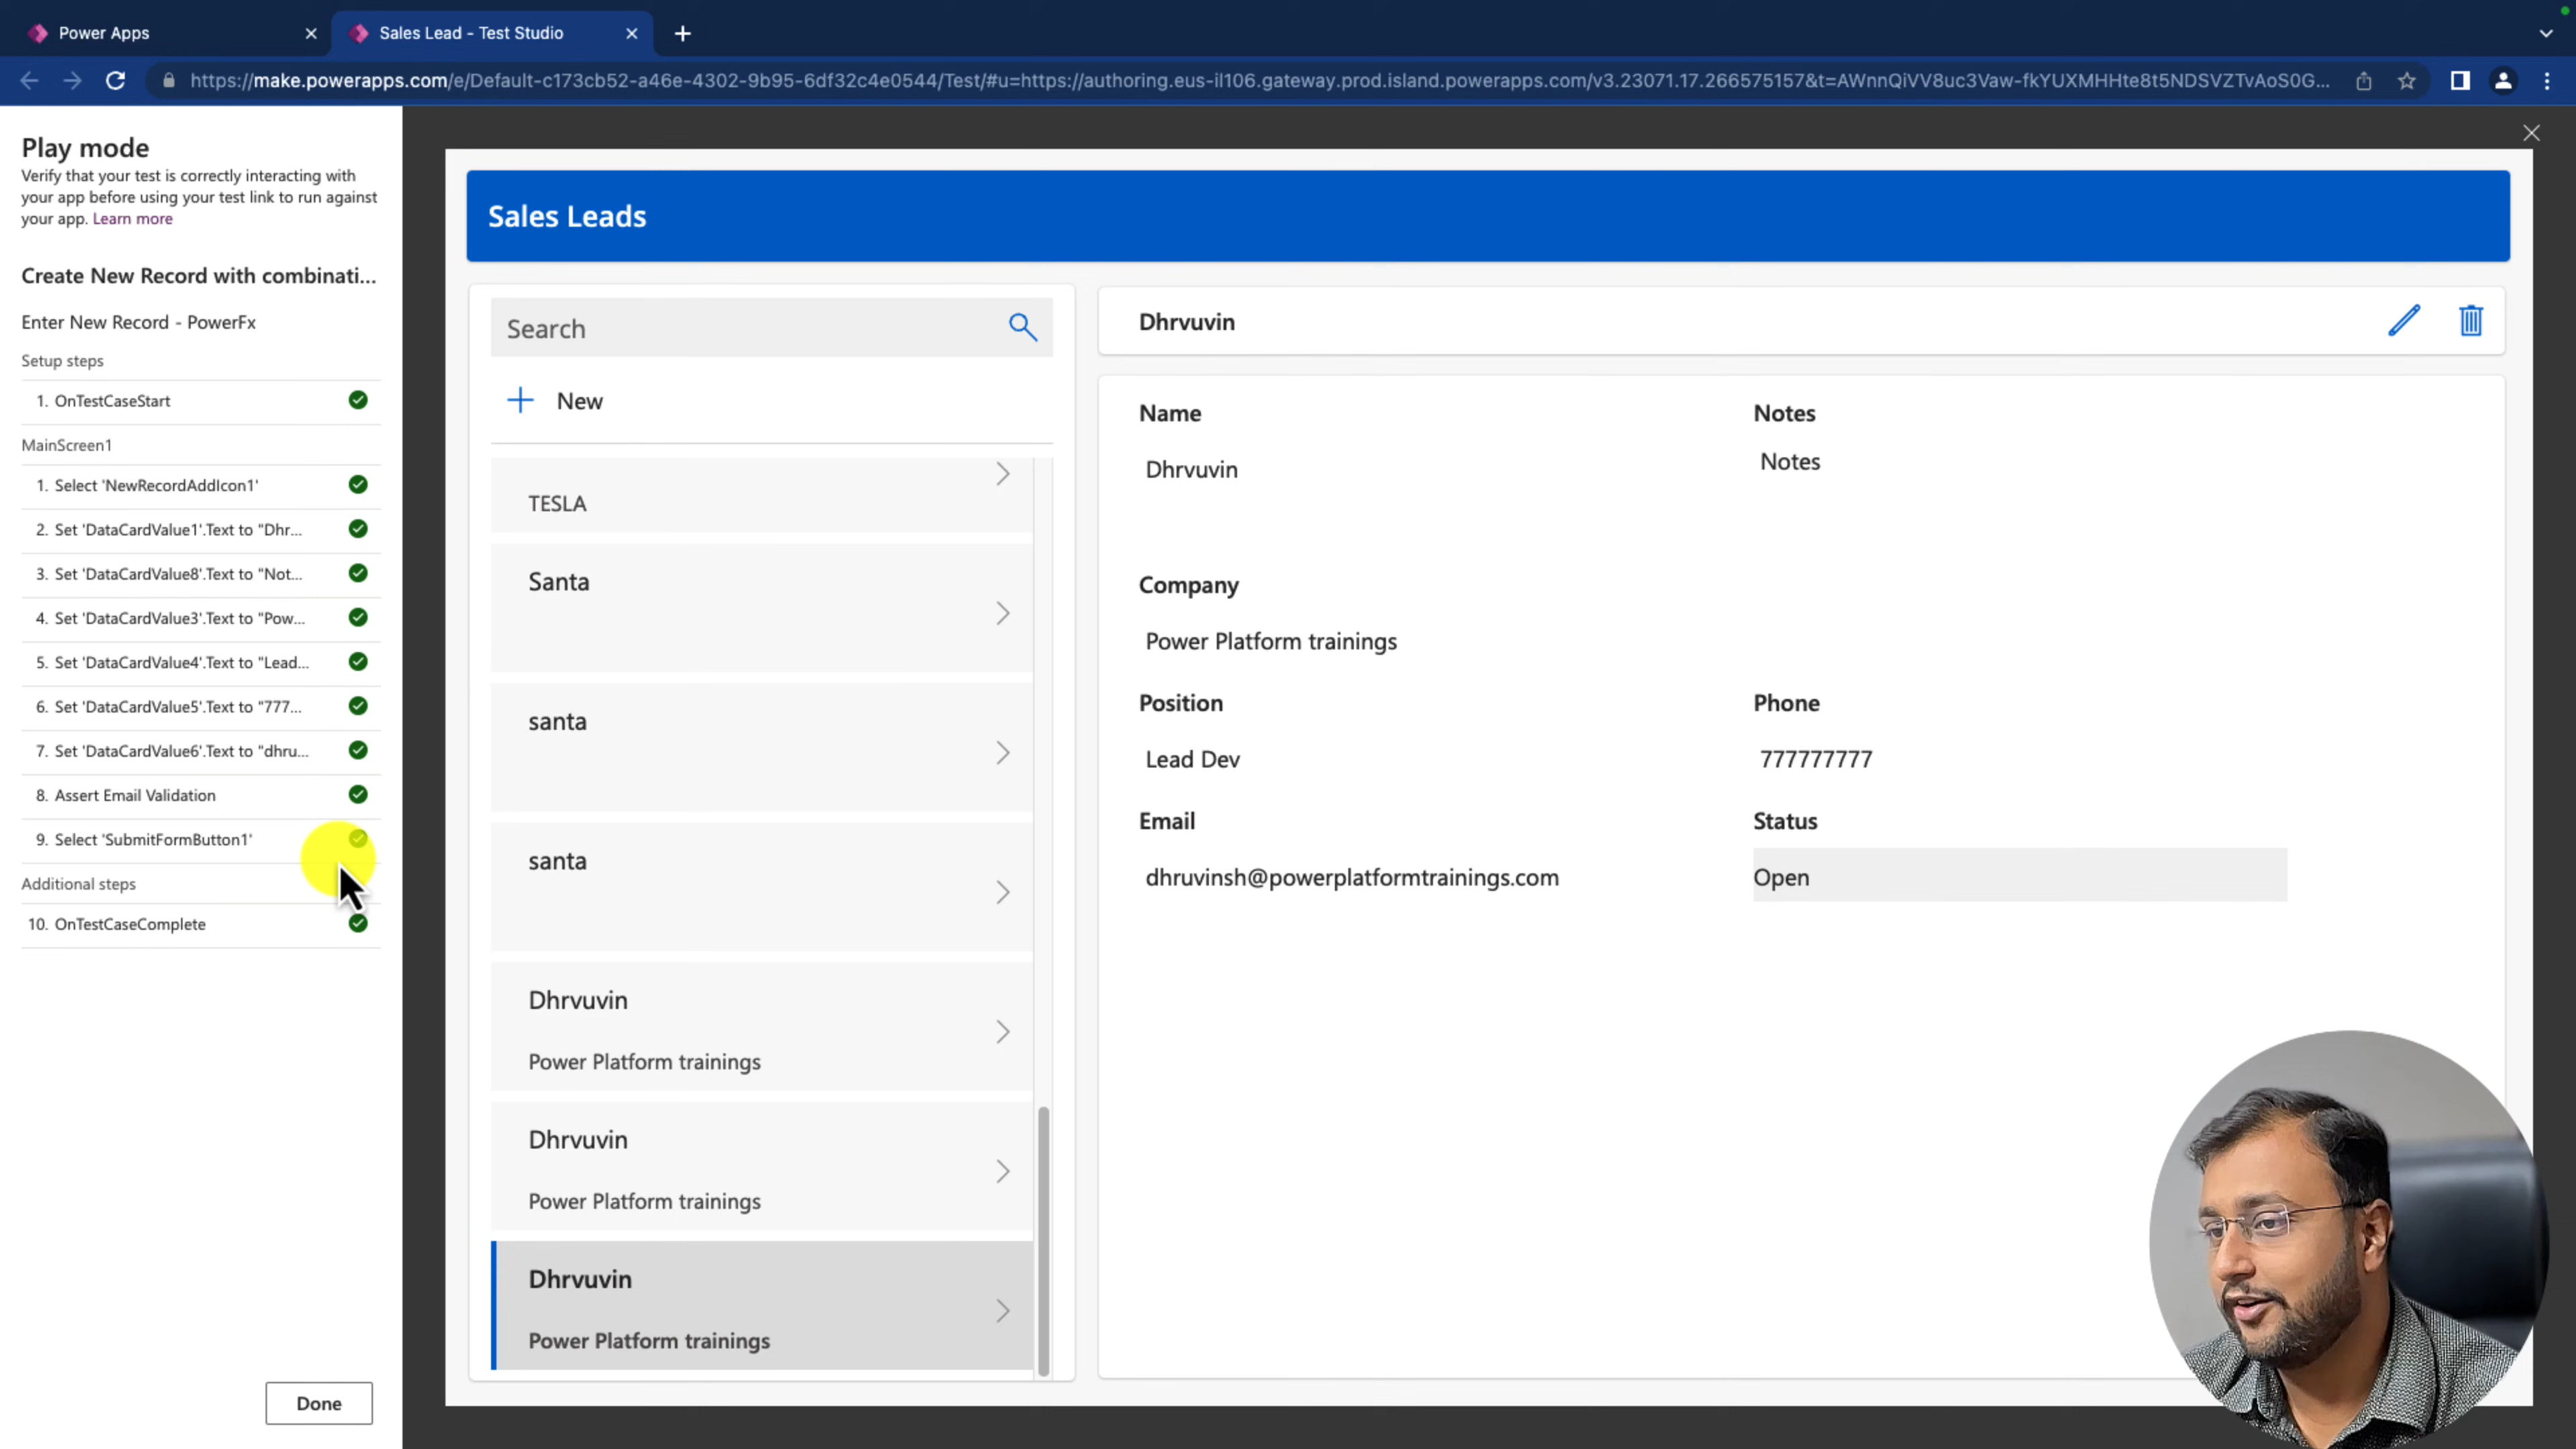 Power Apps
Sales Lead - Test Studio
https://make.powerapps.com/e/Default-c173cb52-a46e-4302-9b95-6df32c4e0544/Test/#u=https://authoring.eus-il106.gateway.prod.island.powerapps.com/v3.23071.17.266575157&t=AWnnQiVV8uc3Vaw-fkYUXMHHte8t5NDSVZTvAoS0G...
Play mode
Verify that your test is correctly interacting with
your app before using your test link to run against
your app. Learn more
Create New Record with combinati...
Enter New Record - PowerFx
Setup steps
1. OnTestCaseStart
MainScreen1
1. Select 'NewRecordAddIcon1'
2. Set 'DataCardValue1'.Text to "Dhr...
3. Set 'DataCardValue8'.Text to "Not...
4. Set 'DataCardValue3'.Text to "Pow...
5. Set 'DataCardValue4'.Text to "Lead...
6. Set 'DataCardValue5'.Text to "777...
7. Set 'DataCardValue6'.Text to "dhru...
8. Assert Email Validation
9. Select 'SubmitFormButton1'
Additional steps
10. OnTestCaseComplete
Done
Sales Leads
Search
New
TESLA
Santa
santa
santa
Dhrvuvin
Power Platform trainings
Dhrvuvin
Power Platform trainings
Dhrvuvin
Power Platform trainings
Dhrvuvin
Name
Notes
Dhrvuvin
Notes
Company
Power Platform trainings
Position
Phone
Lead Dev
777777777
Email
Status
dhruvinsh@powerplatformtrainings.com
Open